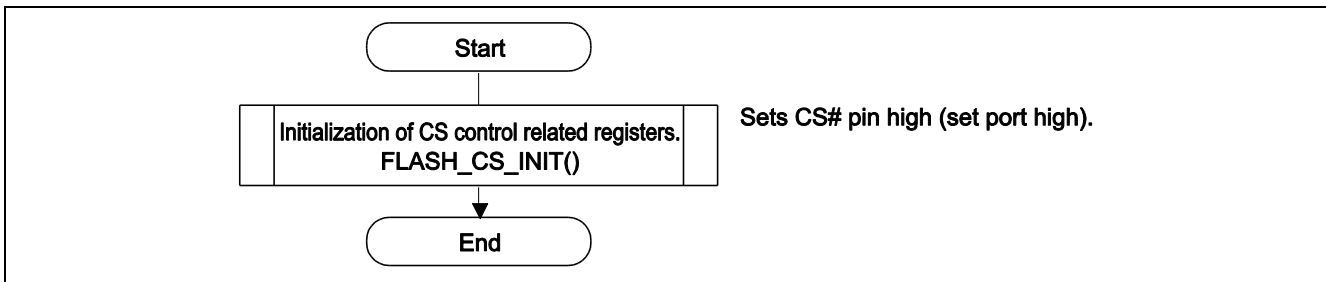 Start
Initialization of CS control related registers.
FLASH_CS_INIT()
Sets CS# pin high (set port high).
End